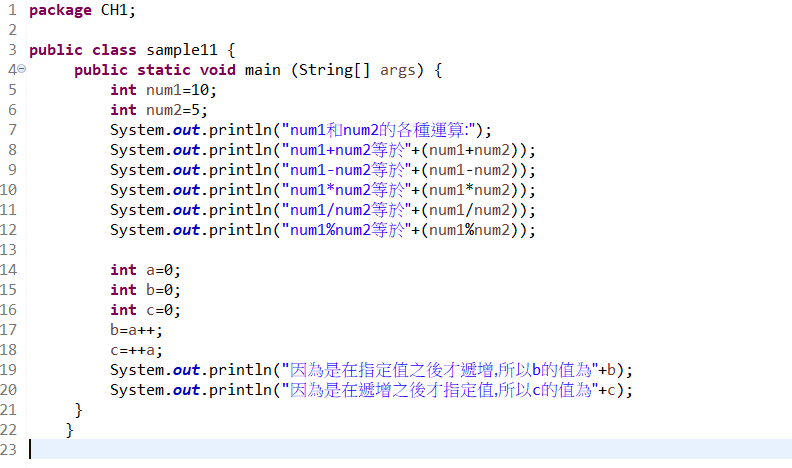 1 package CH1;
2
3 public class sample11 {
4 public static void main (String[] args) {
5 int num1=10;
6 int num2=5;
7 System.out.println("num1和num2的各種運算:");
8 System.out.println("num1+num2等於"+(num1+num2));
9 System.out.println("num1-num2等於"+(num1-num2));
10 System.out.println("num1*num2等於"+(num1*num2));
11 System.out.println("num1/num2等於"+(num1/num2));
12 System.out.println("num1%num2等於"+(num1%num2));
13
14 int a=0;
15 int b=0;
16 int c=0;
17 b=a++;
18 c=++a;
19 System.out.println("因為是在指定值之後才遞增,所以b的值為"+b);
20 System.out.println("因為是在遞增之後才指定值,所以c的值為"+c);
21 }
22 }
23